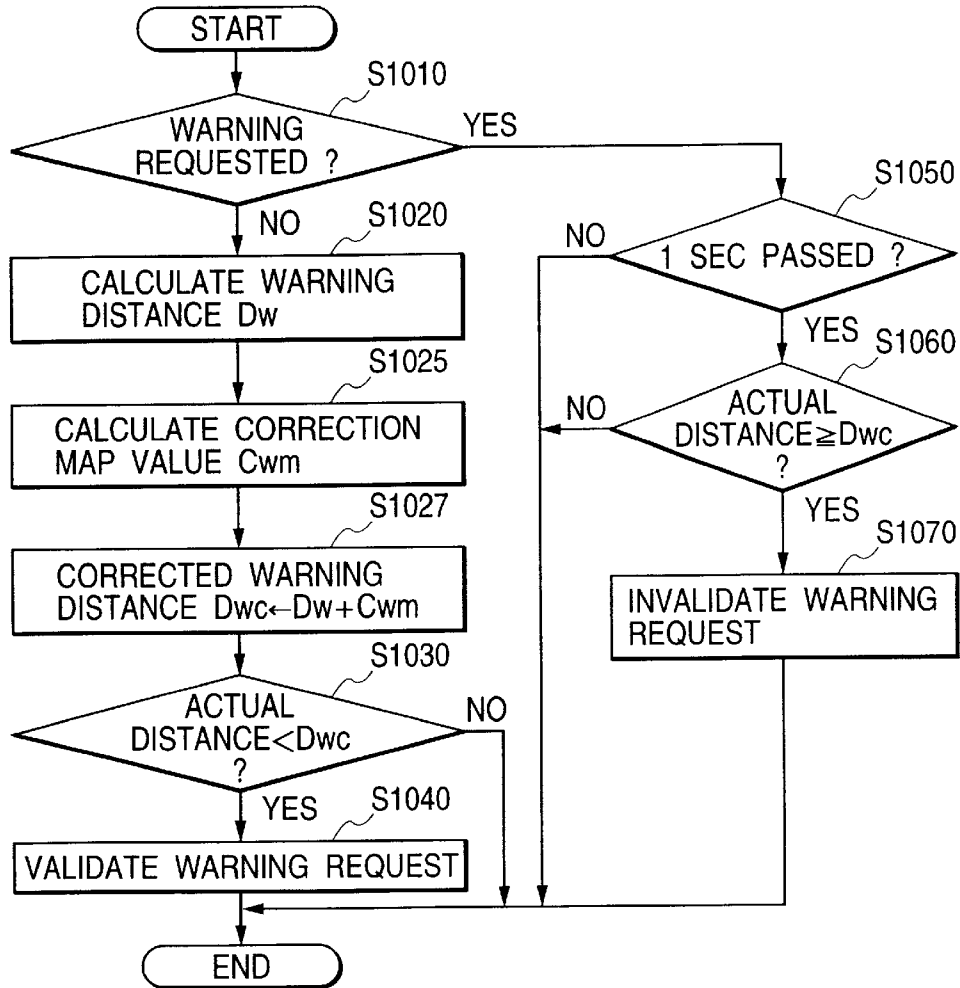 START
S1010
WARNING
REQUESTED ?
YES
NO
S1020
CALCULATE WARNING
DISTANCE Dw
S1025
CALCULATE CORRECTION
MAP VALUE Cwm
S1027
CORRECTED WARNING
DISTANCE Dwc←Dw+Cwm
S1030
ACTUAL
DISTANCE<Dwc
?
NO
YES
S1040
VALIDATE WARNING REQUEST
END
S1050
1 SEC PASSED ?
NO
YES
S1060
ACTUAL
DISTANCE≧Dwc
?
NO
YES
S1070
INVALIDATE WARNING
REQUEST